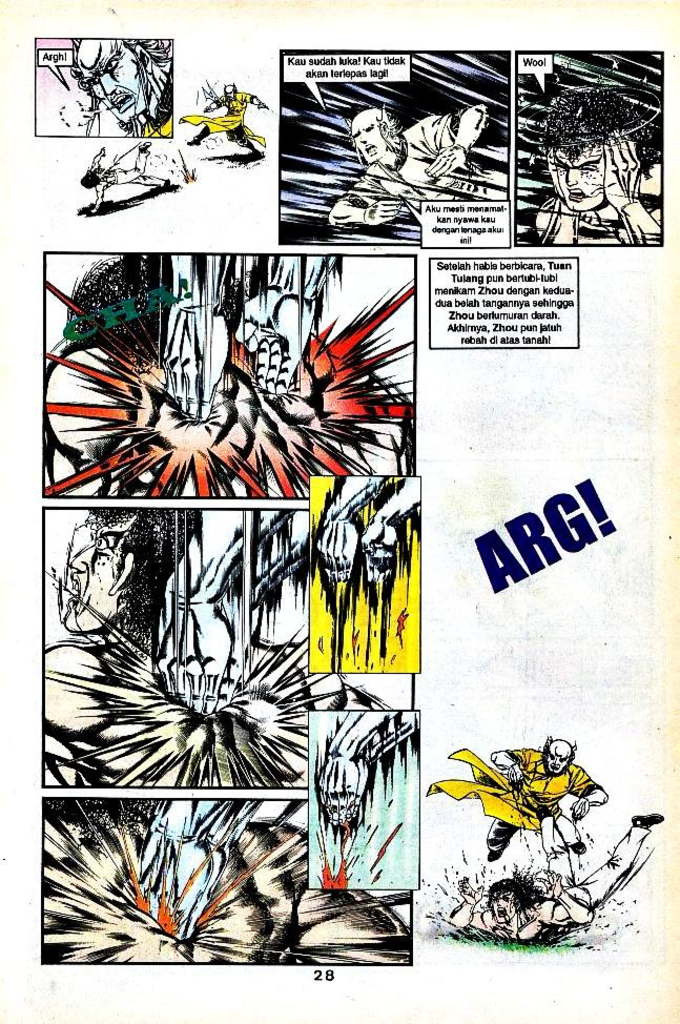 Argh!
Kau sudah luka! Kau tidak
akan terlepas lagi!
Aku mesti menamat-
kan nyawa kau
dengan tenaga aku
ini!
Woo!
CHA!
Setelah habis berbicara, Tuan
Tulang pun bertubi-tubi
menikam Zhou dengan kedua-
dua belah tangannya sehingga
Zhou berlumuran darah.
Akhirnya, Zhou pun jatuh
rebah di atas tanah!
ARG!
28